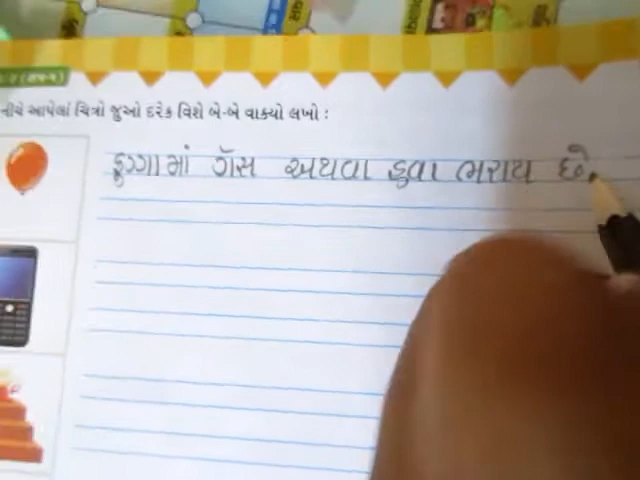 નીચે આપેલાં ચિત્રો જુઓ દરેક વિશે બે-બે વાક્યો લખો :
ફુગ્ગામાં ગૅસ અથવા હવા ભરાય છે.